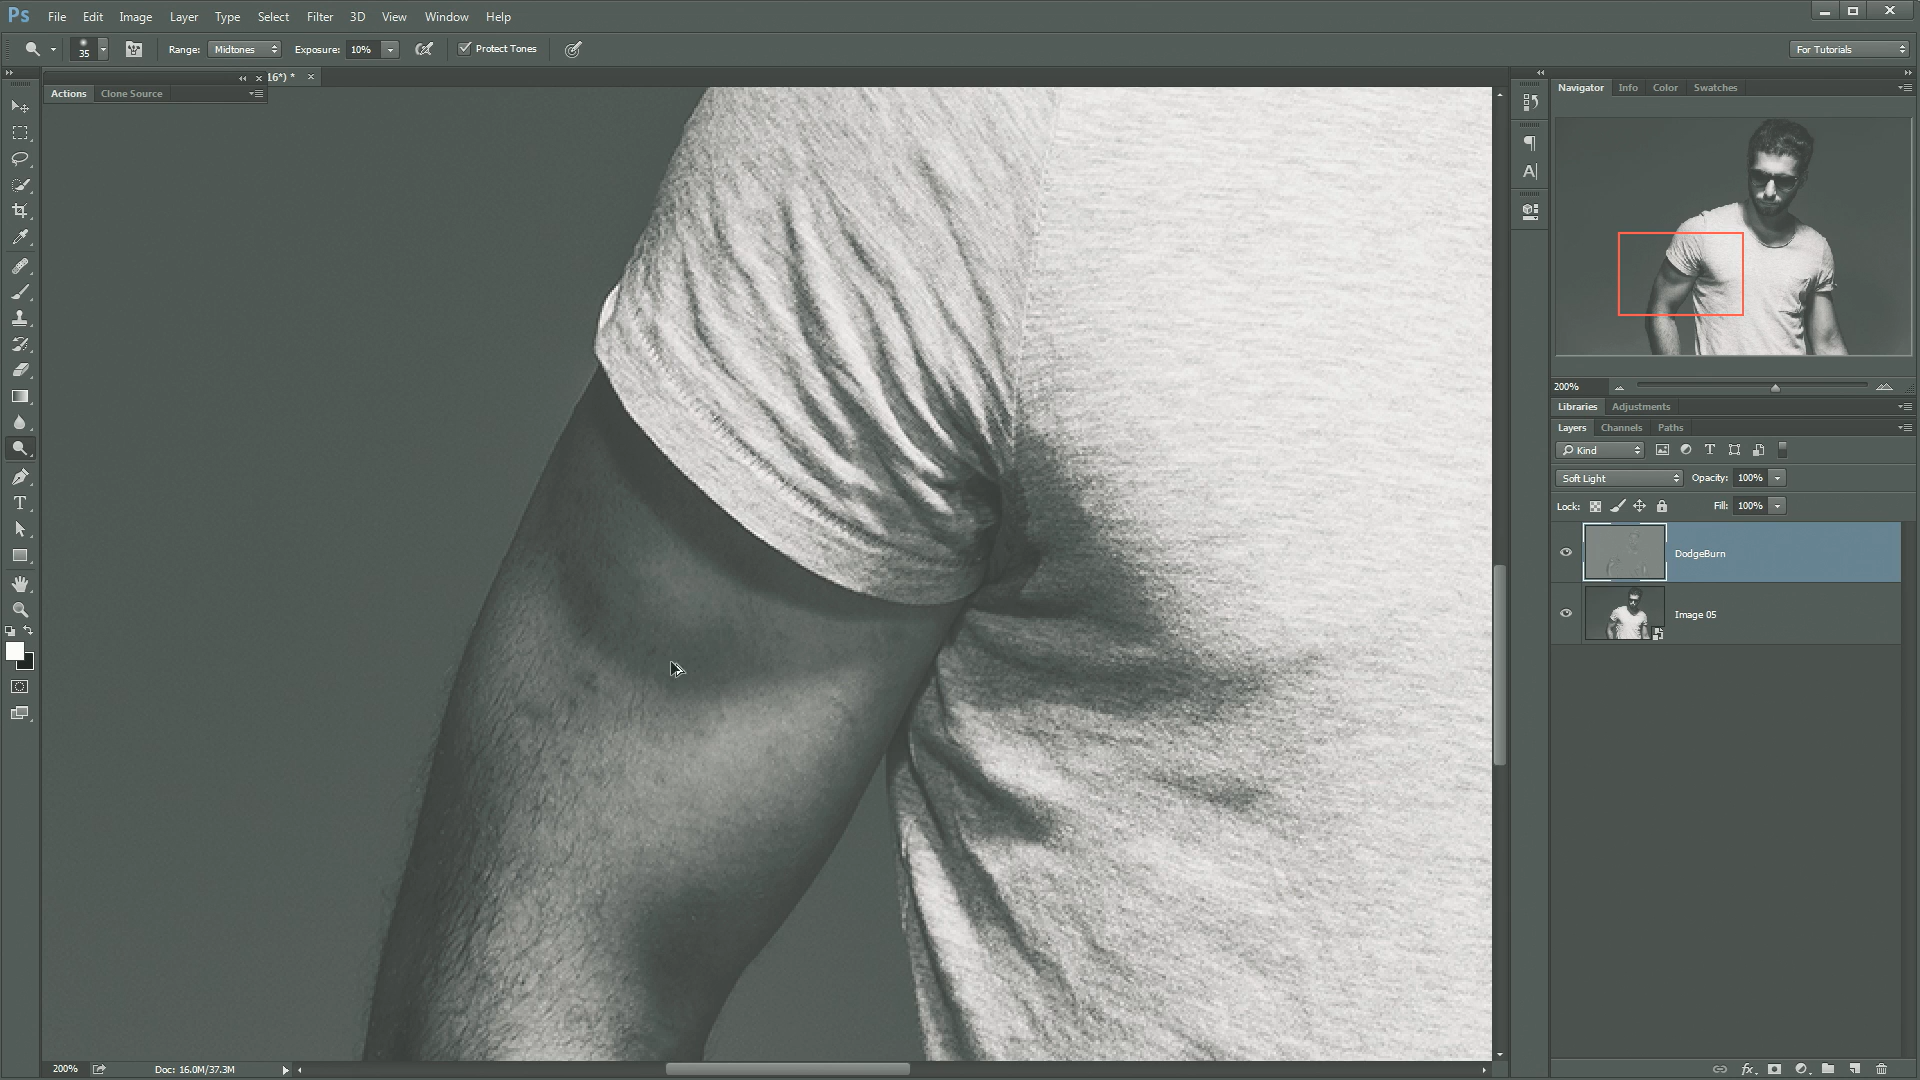 Ps File Edit Image Layer Type Select Filter 3D View Window Help
35 Range: Midtones Exposure: 10% Protect Tones For Tutorials
16*) *
Actions Clone Source
Navigator Info Color Swatches
200%
Libraries Adjustments
Layers Channels Paths
Kind
Soft Light Opacity: 100%
Lock: Fill: 100%
DodgeBurn
Image 05
200% Doc: 16.0M/37.3M